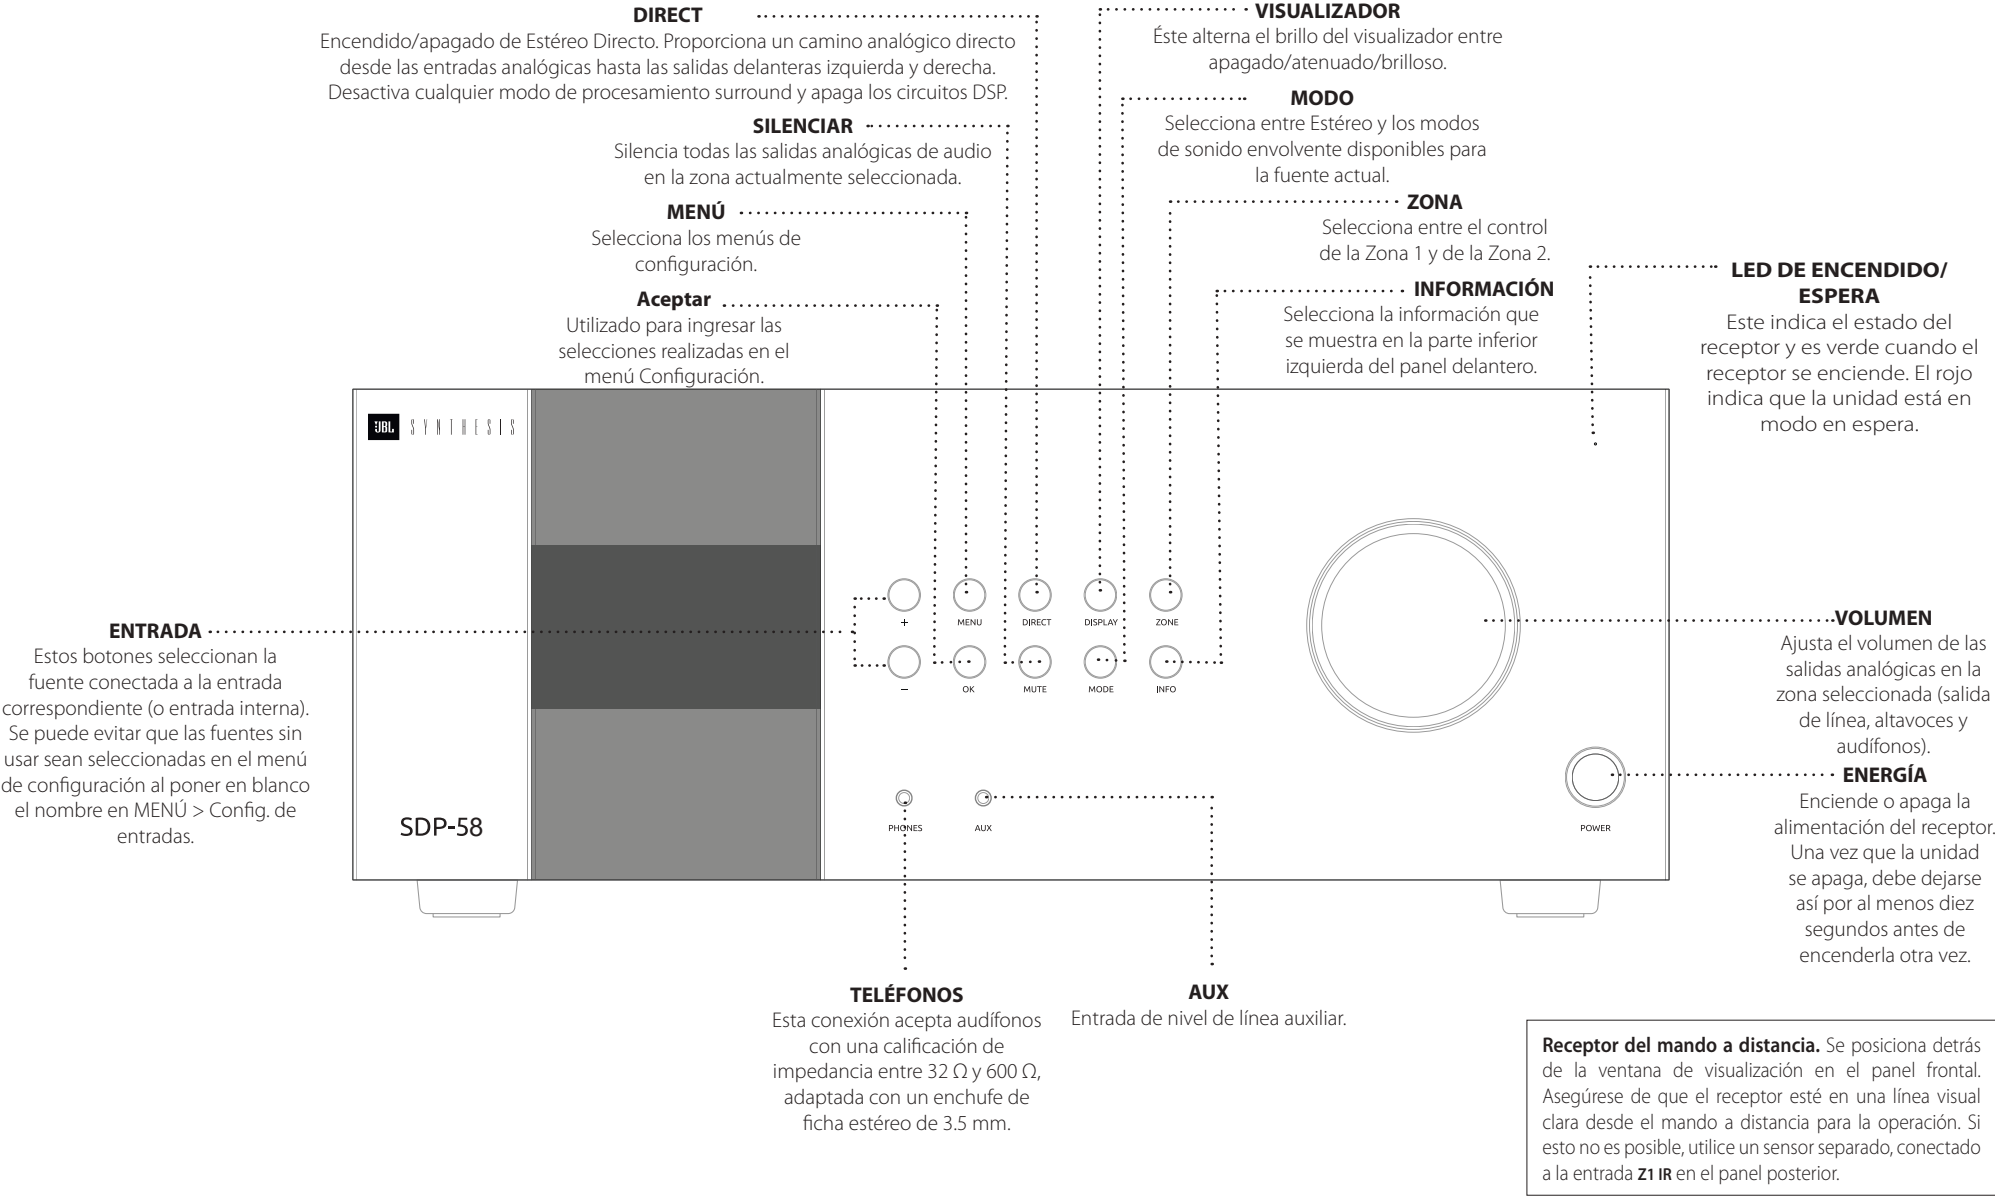 DIRECT
Encendido/apagado de Estéreo Directo. Proporciona un camino analógico directo
desde las entradas analógicas hasta las salidas delanteras izquierda y derecha.
Desactiva cualquier modo de procesamiento surround y apaga los circuitos DSP.
VISUALIZADOR
Éste alterna el brillo del visualizador entre
apagado/atenuado/brilloso.
SILENCIAR
Silencia todas las salidas analógicas de audio
en la zona actualmente seleccionada.
MODO
Selecciona entre Estéreo y los modos
de sonido envolvente disponibles para
la fuente actual.
MENÚ
Selecciona los menús de
configuración.
ZONA
Selecciona entre el control
de la Zona 1 y de la Zona 2.
Aceptar
Utilizado para ingresar las
selecciones realizadas en el
menú Configuración.
INFORMACIÓN
Selecciona la información que
se muestra en la parte inferior
izquierda del panel delantero.
LED DE ENCENDIDO/
ESPERA
Este indica el estado del
receptor y es verde cuando el
receptor se enciende. El rojo
indica que la unidad está en
modo en espera.
JBL SYNTHESIS
+ MENU DIRECT DISPLAY ZONE
– OK MUTE MODE INFO
ENTRADA
Estos botones seleccionan la
fuente conectada a la entrada
correspondiente (o entrada interna).
Se puede evitar que las fuentes sin
usar sean seleccionadas en el menú
de configuración al poner en blanco
el nombre en MENÚ > Config. de
entradas.
VOLUMEN
Ajusta el volumen de las
salidas analógicas en la
zona seleccionada (salida
de línea, altavoces y
audífonos).
SDP-58
PHONES AUX POWER
ENERGÍA
Enciende o apaga la
alimentación del receptor.
Una vez que la unidad
se apaga, debe dejarse
así por al menos diez
segundos antes de
encenderla otra vez.
TELÉFONOS
Esta conexión acepta audífonos
con una calificación de
impedancia entre 32 Ω y 600 Ω,
adaptada con un enchufe de
ficha estéreo de 3.5 mm.
AUX
Entrada de nivel de línea auxiliar.
Receptor del mando a distancia. Se posiciona detrás
de la ventana de visualización en el panel frontal.
Asegúrese de que el receptor esté en una línea visual
clara desde el mando a distancia para la operación. Si
esto no es posible, utilice un sensor separado, conectado
a la entrada Z1 IR en el panel posterior.